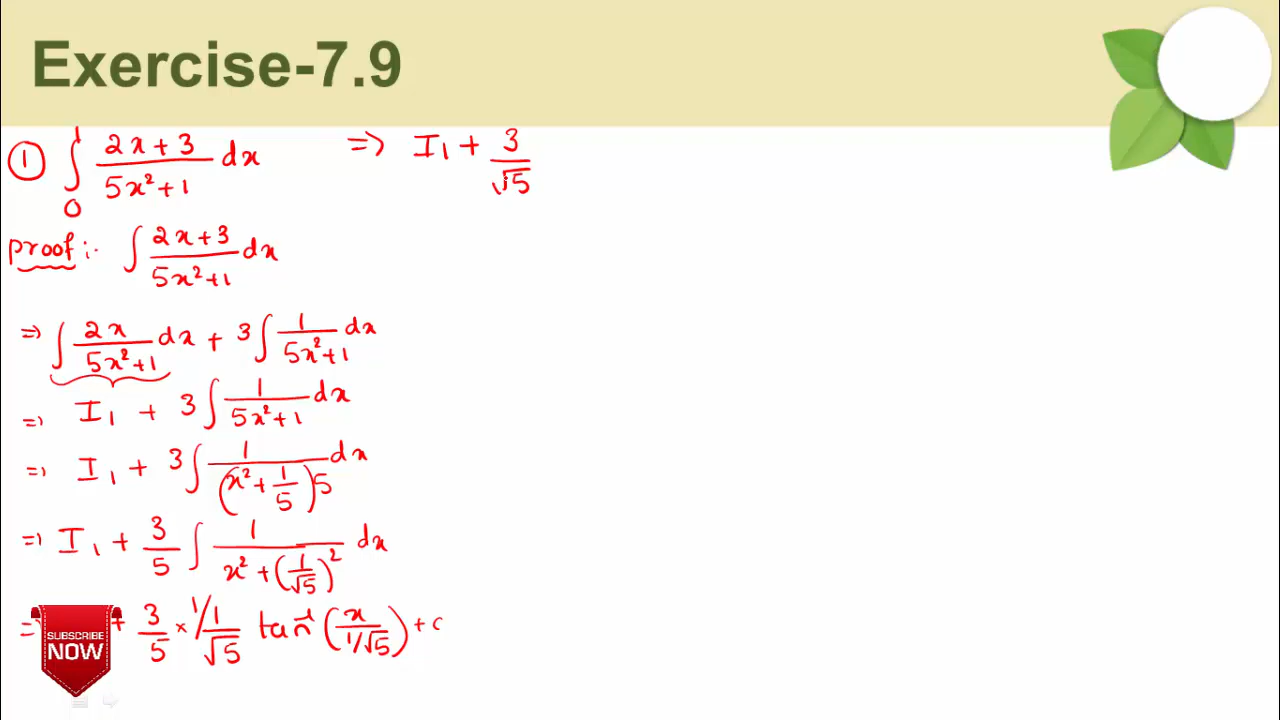 Exercise-7.9
① ∫₀¹ (2x+3)/(5x²+1) dx
proof :- ∫ (2x+3)/(5x²+1) dx
=> ∫ 2x/(5x²+1) dx + 3 ∫ 1/(5x²+1) dx
=> I₁ + 3 ∫ 1/(5x²+1) dx
=> I₁ + 3 ∫ 1/((x² + 1/5)5) dx
=> I₁ + 3/5 ∫ 1/(x² + (1/√5)²) dx
=> + 3/5 × 1/(1/√5) tan⁻¹ (x/(1/√5)) + c
SUBSCRIBE
NOW
=> I₁ + 3/√5